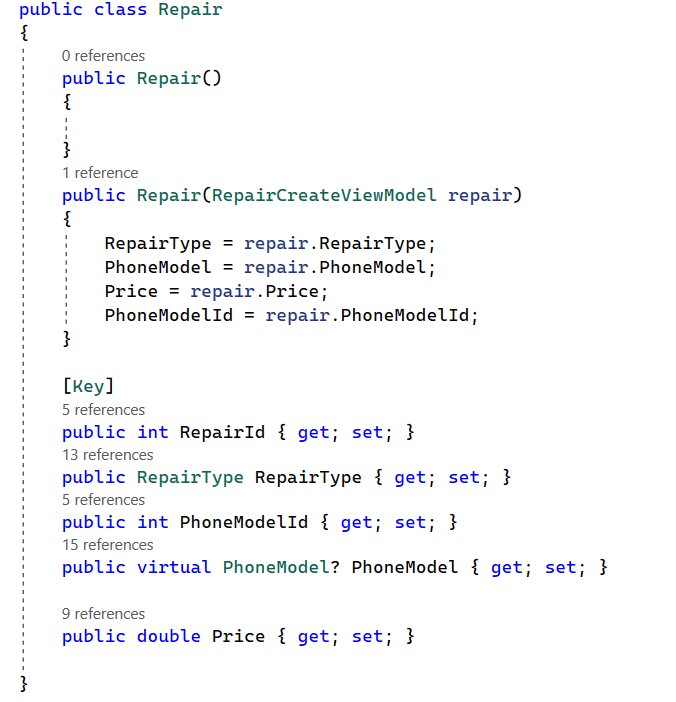 public class Repair
{
0 references
public Repair()
{
}
1 reference
public Repair(RepairCreateViewModel repair)
{
RepairType = repair.RepairType;
PhoneModel = repair.PhoneModel;
Price = repair.Price;
PhoneModelId = repair.PhoneModelId;
}
[Key]
5 references
public int RepairId { get; set; }
13 references
public RepairType RepairType { get; set; }
5 references
public int PhoneModelId { get; set; }
15 references
public virtual PhoneModel? PhoneModel { get; set; }
9 references
public double Price { get; set; }
}